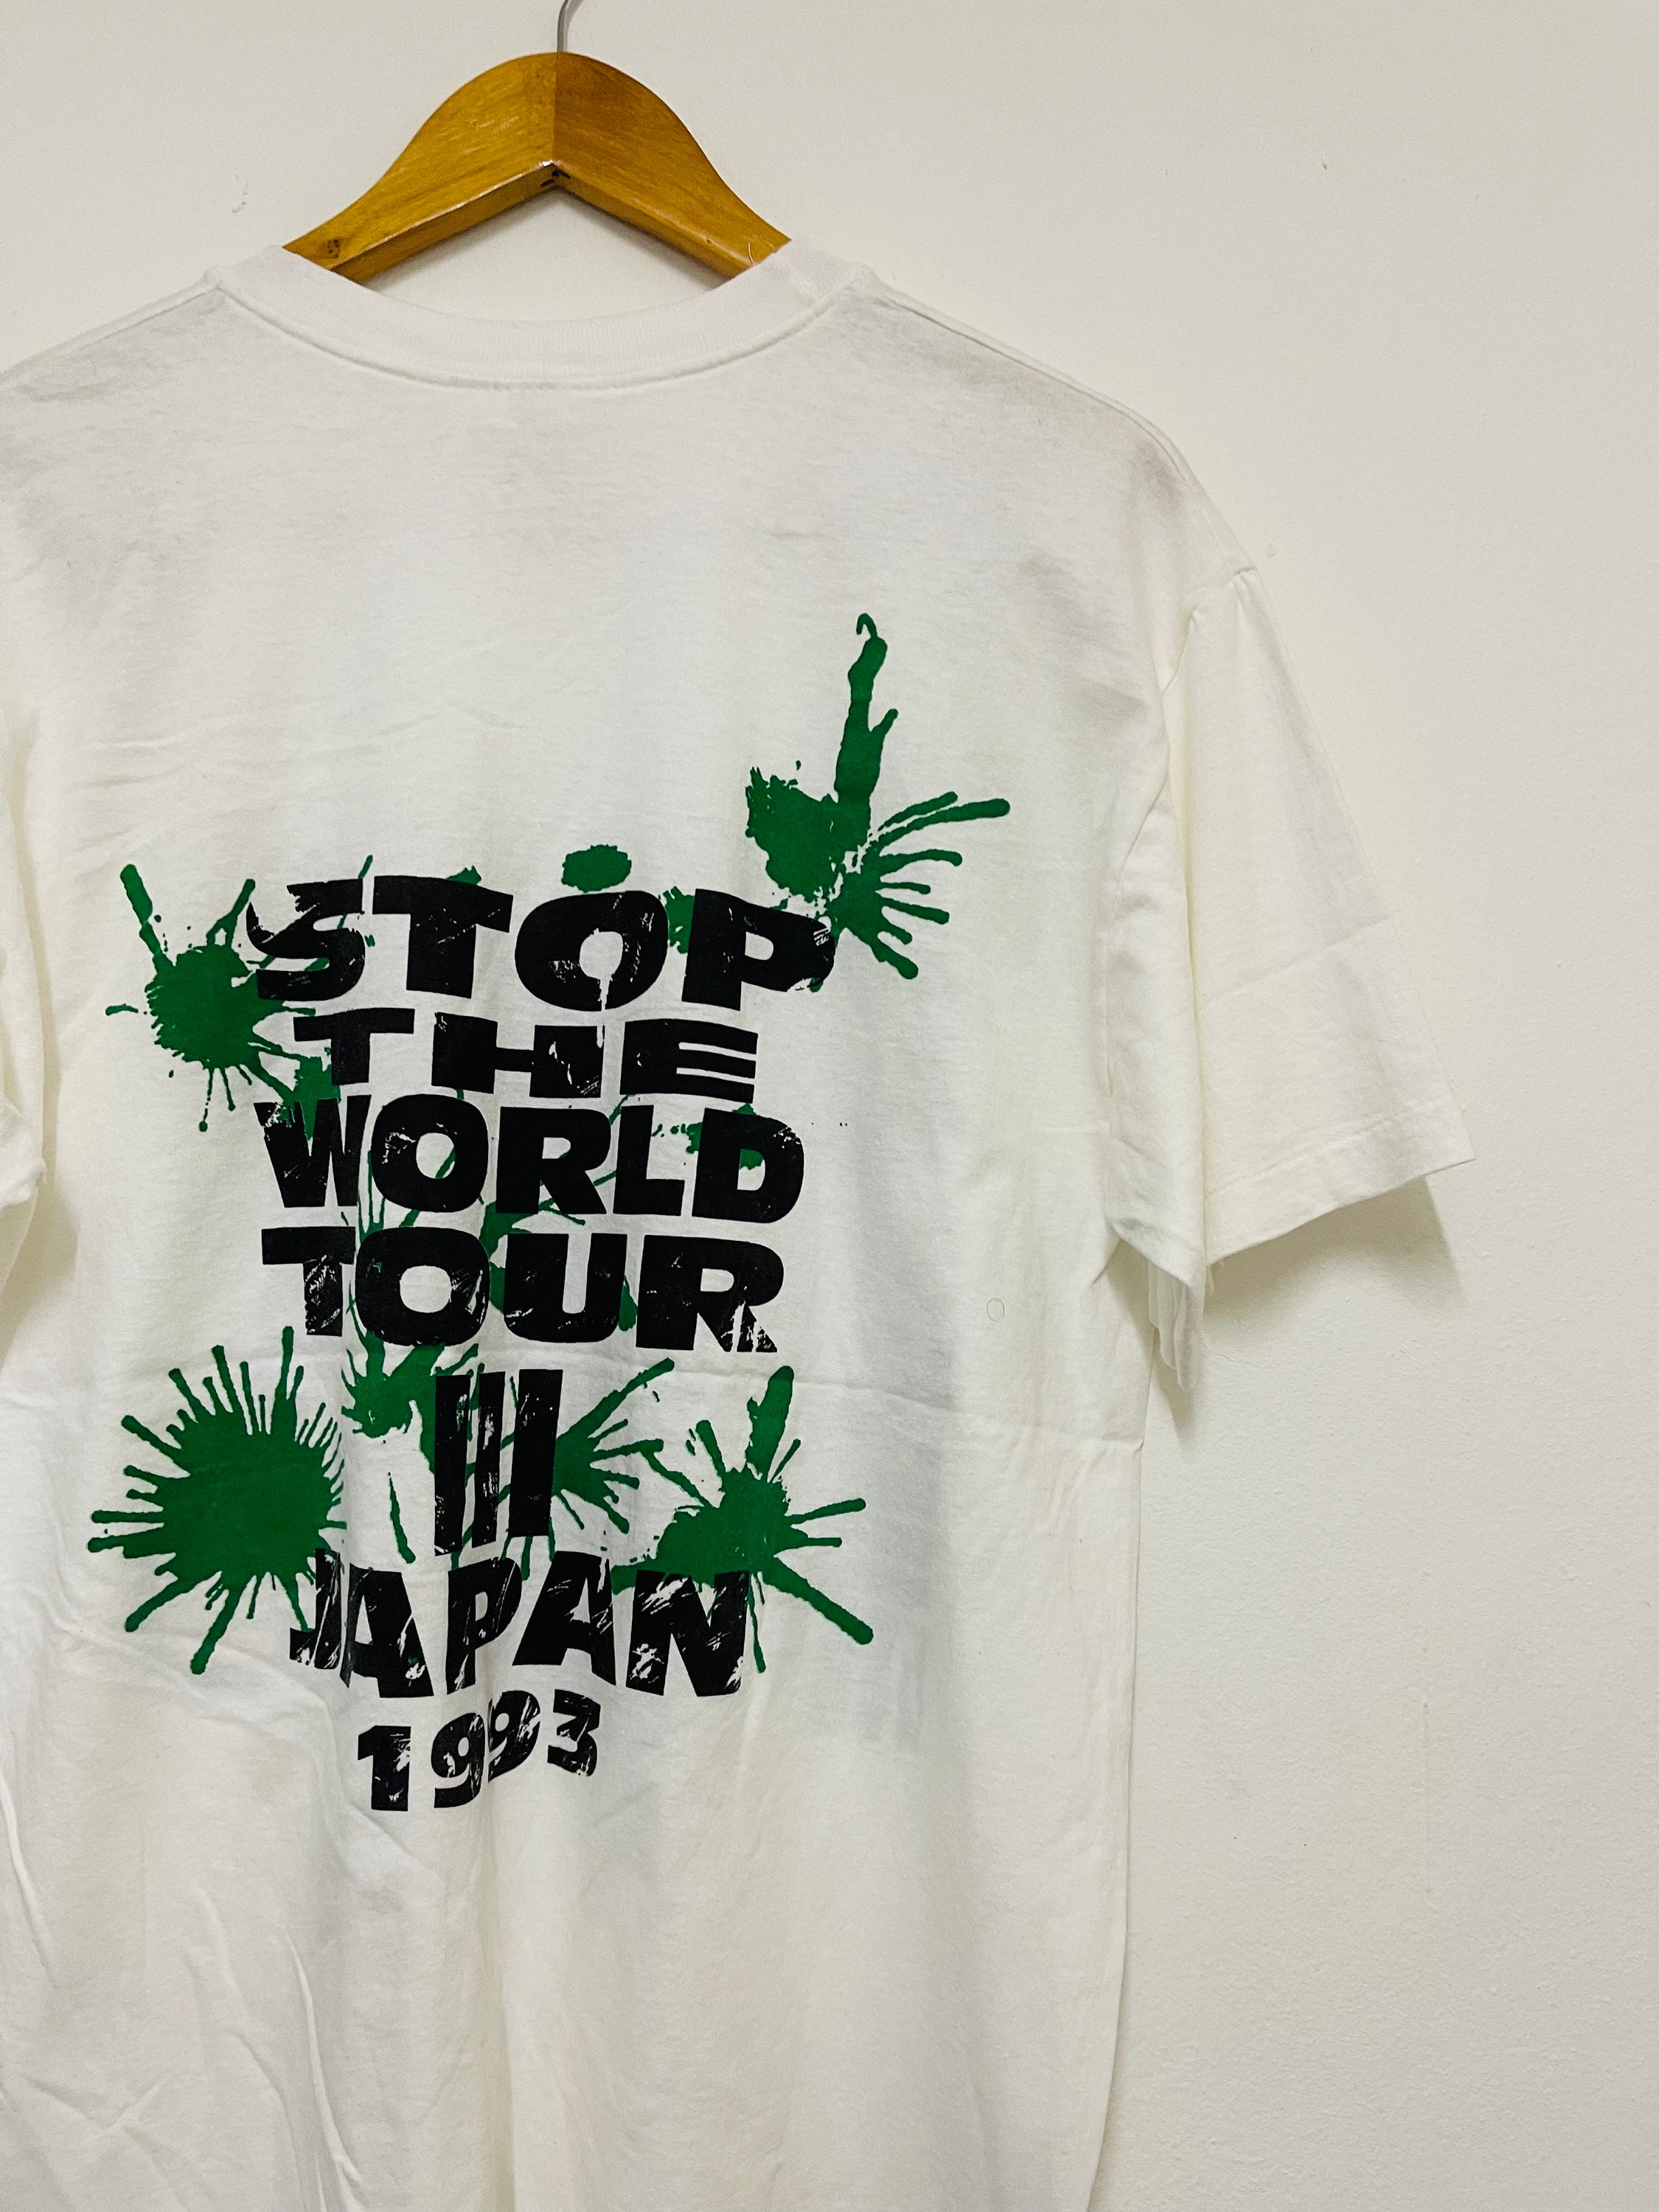 STOP
THE
WORLD
TOUR
III
JAPAN
1993